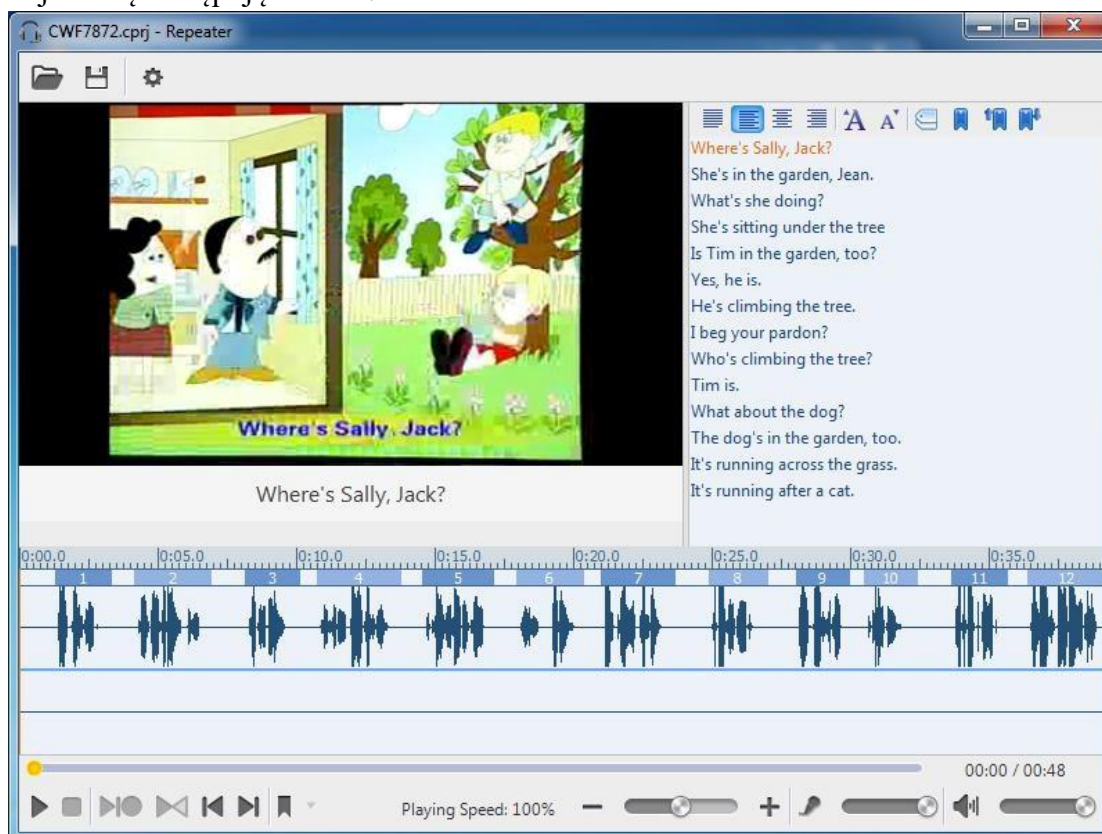 CWF7872.cprj - Repeater
Where's Sally, Jack?
She's in the garden, Jean.
What's she doing?
She's sitting under the tree
Is Tim in the garden, too?
Yes, he is.
He's climbing the tree.
I beg your pardon?
Who's climbing the tree?
Tim is.
What about the dog?
The dog's in the garden, too.
It's running across the grass.
It's running after a cat.
Where's Sally, Jack?
Where's Sally, Jack?
0:00.0 0:05.0 0:10.0 0:15.0 0:20.0 0:25.0 0:30.0 0:35.0
1 2 3 4 5 6 7 8 9 10 11 12
00:00 / 00:48
Playing Speed: 100%